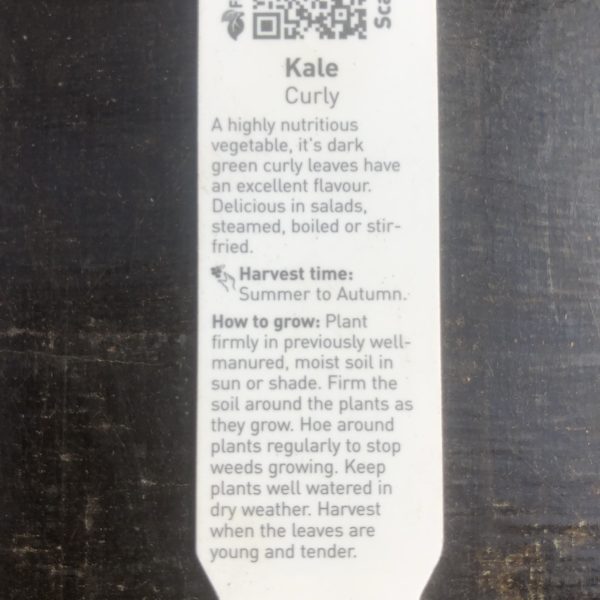 Kale
Curly
A highly nutritious
vegetable, it's dark
green curly leaves have
an excellent flavour.
Delicious in salads,
steamed, boiled or stir-
fried.
Harvest time:
Summer to Autumn.
How to grow: Plant
firmly in previously well-
manured, moist soil in
sun or shade. Firm the
soil around the plants as
they grow. Hoe around
plants regularly to stop
weeds growing. Keep
plants well watered in
dry weather. Harvest
when the leaves are
young and tender.